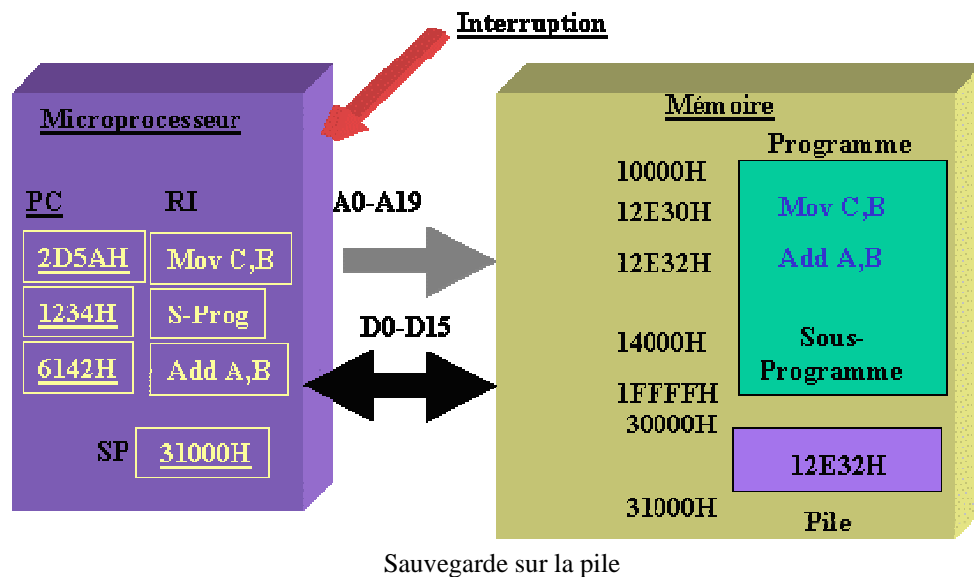 Interruption
Microprocesseur
PC RI
2D5AH Mov C,B
1234H S-Prog
6142H Add A,B
SP 31000H
A0-A19
D0-D15
Mémoire
Programme
10000H
12E30H Mov C,B
12E32H Add A,B
14000H Sous-
Programme
1FFFFH
30000H
12E32H
31000H
Pile
Sauvegarde sur la pile